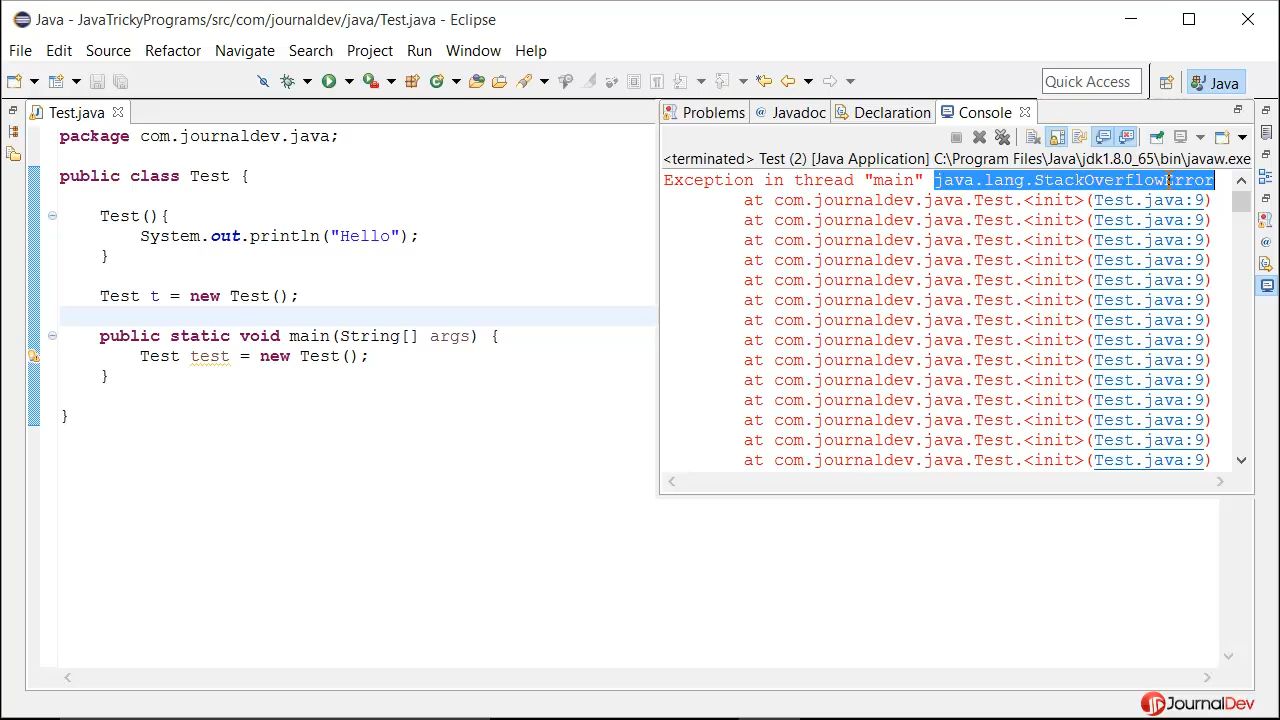 Java - JavaTrickyPrograms/src/com/journaldev/java/Test.java - Eclipse
File Edit Source Refactor Navigate Search Project Run Window Help
Quick Access
Java
Test.java
package com.journaldev.java;
public class Test {
Test(){
System.out.println("Hello");
}
Test t = new Test();
public static void main(String[] args) {
Test test = new Test();
}
}
Problems @ Javadoc Declaration Console
<terminated> Test (2) [Java Application] C:\Program Files\Java\jdk1.8.0_65\bin\javaw.exe
Exception in thread "main" java.lang.StackOverflowError
at com.journaldev.java.Test.<init>(Test.java:9)
at com.journaldev.java.Test.<init>(Test.java:9)
at com.journaldev.java.Test.<init>(Test.java:9)
at com.journaldev.java.Test.<init>(Test.java:9)
at com.journaldev.java.Test.<init>(Test.java:9)
at com.journaldev.java.Test.<init>(Test.java:9)
at com.journaldev.java.Test.<init>(Test.java:9)
at com.journaldev.java.Test.<init>(Test.java:9)
at com.journaldev.java.Test.<init>(Test.java:9)
at com.journaldev.java.Test.<init>(Test.java:9)
at com.journaldev.java.Test.<init>(Test.java:9)
at com.journaldev.java.Test.<init>(Test.java:9)
at com.journaldev.java.Test.<init>(Test.java:9)
at com.journaldev.java.Test.<init>(Test.java:9)
JournalDev